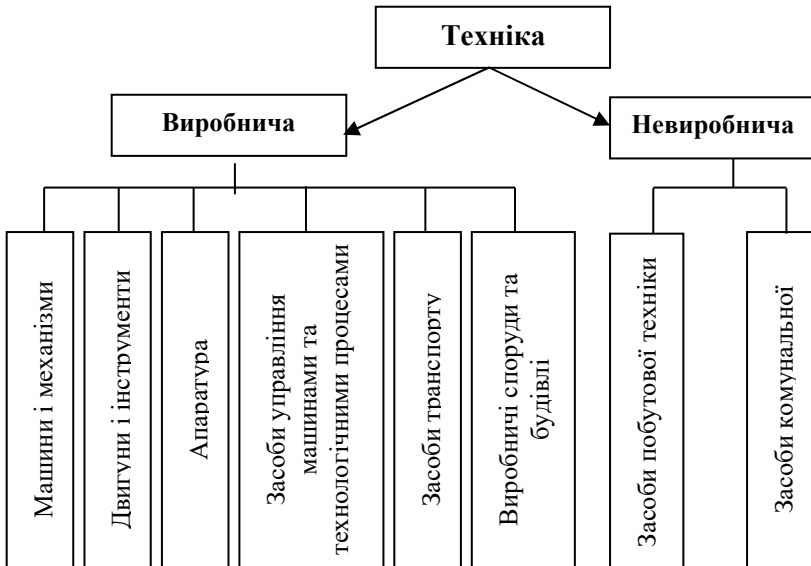 Техніка
Виробнича
Невиробнича
Машини і механізми
Двигуни і інструменти
Апаратура
Засоби управління
машинами та
технологічними процесами
Засоби транспорту
Виробничі споруди та
будівлі
Засоби побутової техніки
Засоби комунальної